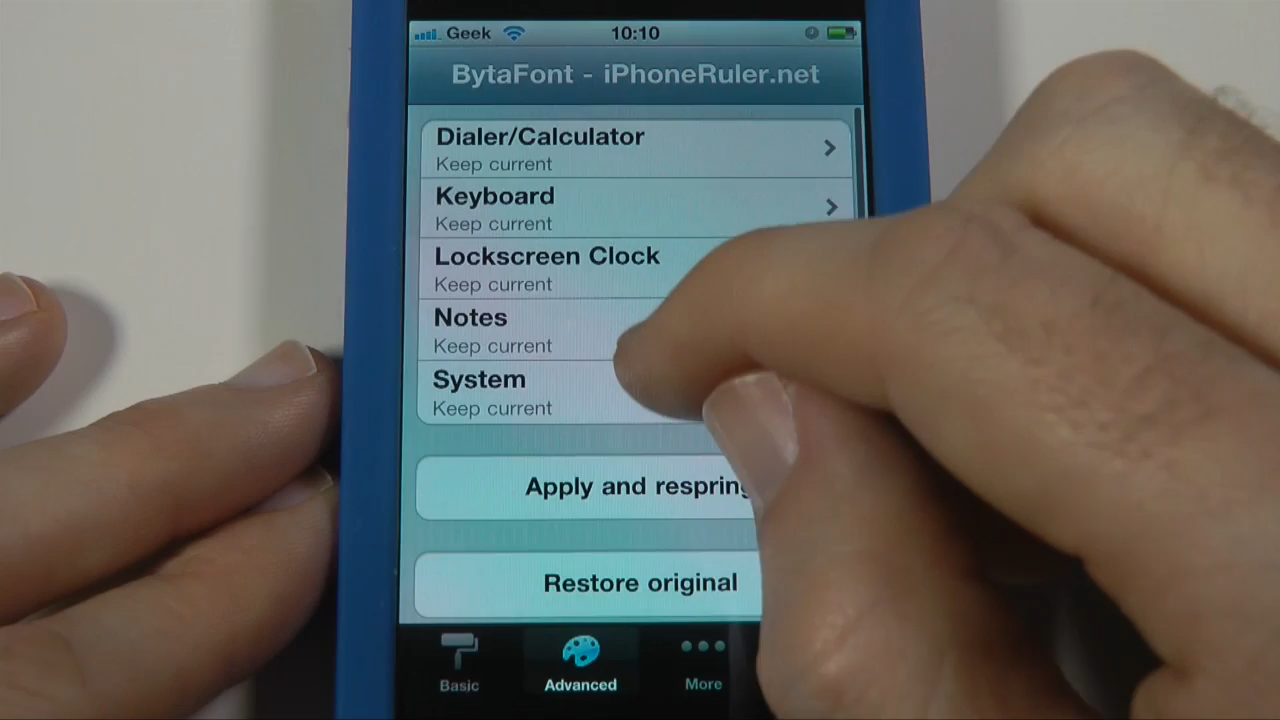 Geek 10:10
BytaFont - iPhoneRuler.net
Dialer/Calculator
Keep current
Keyboard
Keep current
Lockscreen Clock
Keep current
Notes
Keep current
System
Keep current
Apply and respring
Restore original
Basic Advanced More